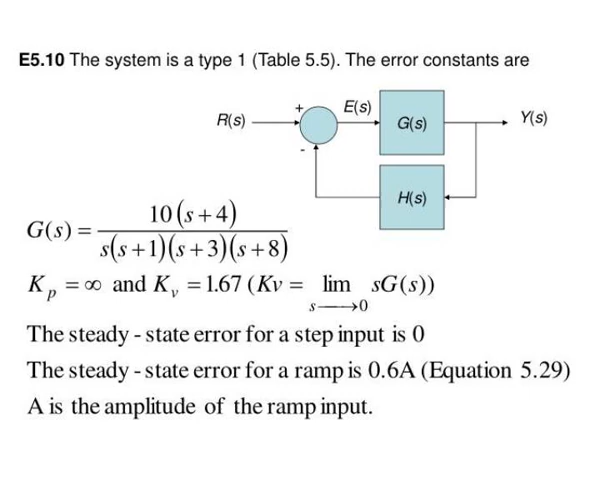 E5.10 The system is a type 1 (Table 5.5). The error constants are
R(s) + E(s) G(s) Y(s)
-
H(s)
G(s) = 10(s+4) / s(s+1)(s+3)(s+8)
K_p = ∞ and K_v = 1.67 (Kv = lim s⟶0 sG(s))
The steady - state error for a step input is 0
The steady - state error for a ramp is 0.6A (Equation 5.29)
A is the amplitude of the ramp input.